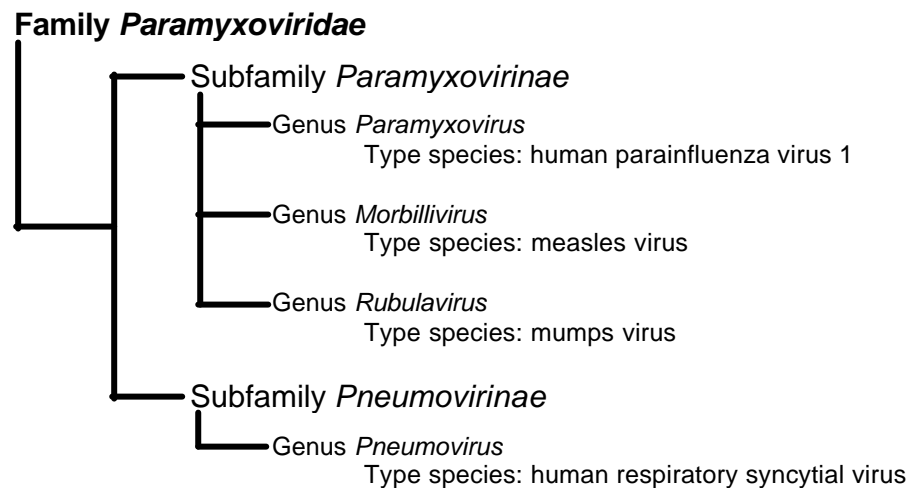 Family Paramyxoviridae
Subfamily Paramyxovirinae
Genus Paramyxovirus
Type species: human parainfluenza virus 1
Genus Morbillivirus
Type species: measles virus
Genus Rubulavirus
Type species: mumps virus
Subfamily Pneumovirinae
Genus Pneumovirus
Type species: human respiratory syncytial virus